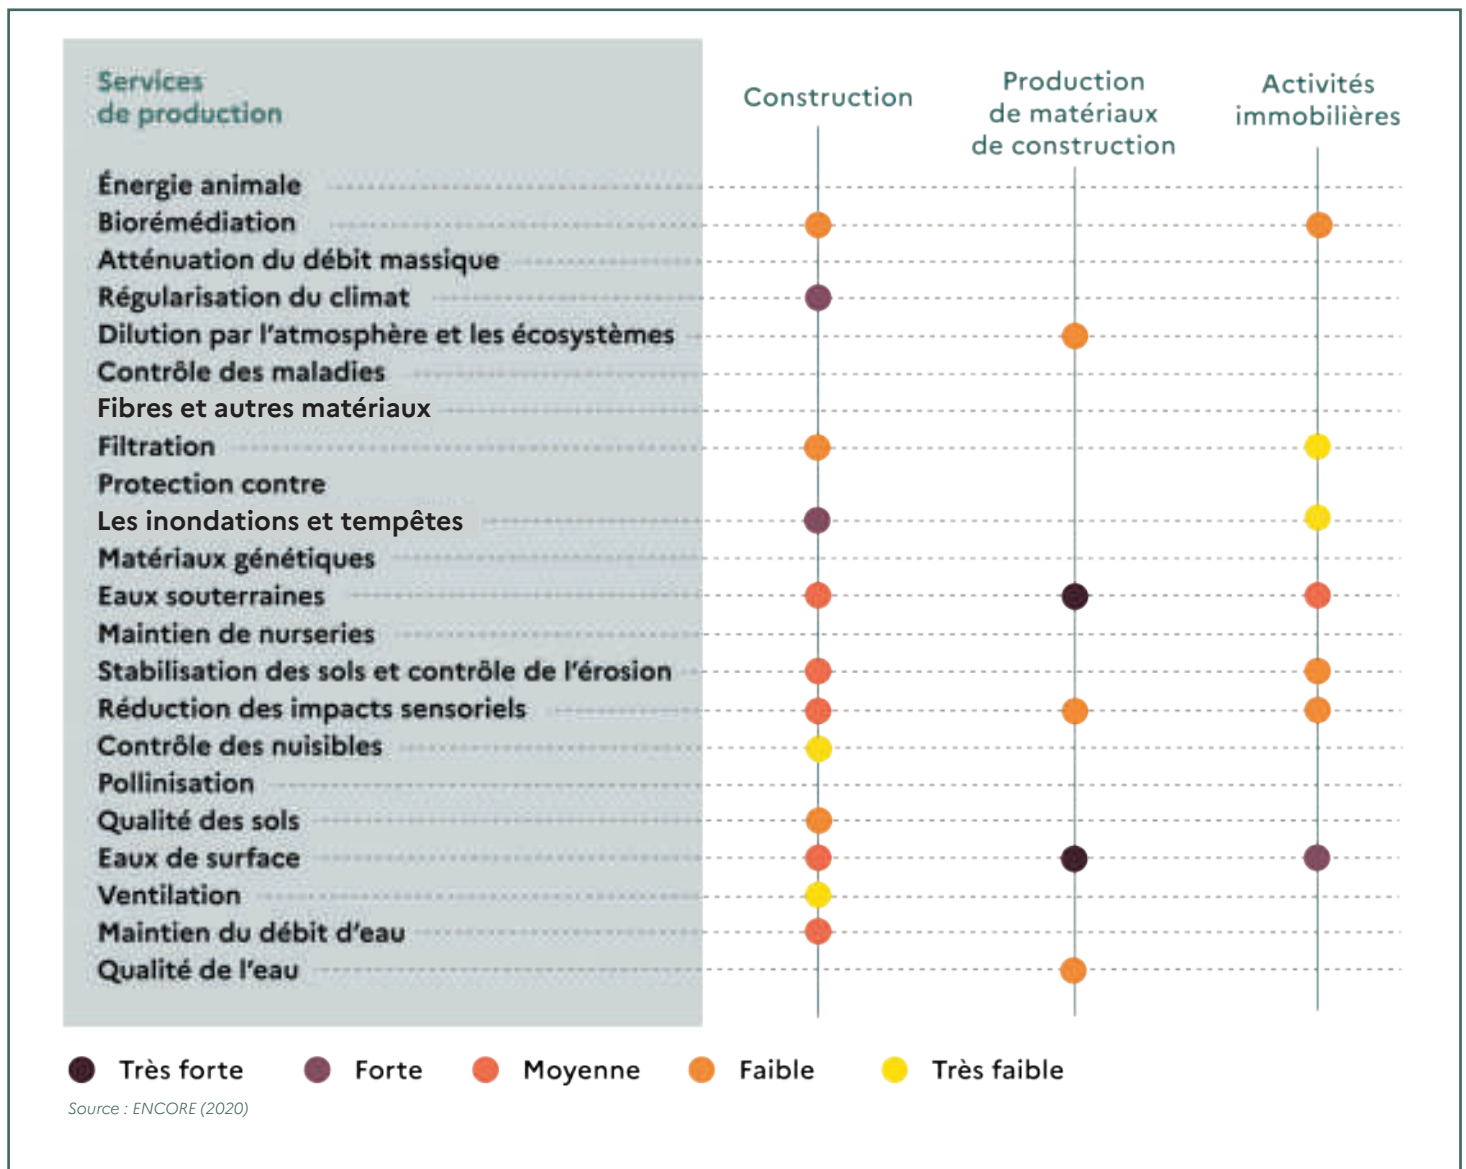 Services
de production
Construction
Production
de matériaux
de construction
Activités
immobilières
Énergie animale
Biorémédiation
Atténuation du débit massique
Régularisation du climat
Dilution par l'atmosphère et les écosystèmes
Contrôle des maladies
Fibres et autres matériaux
Filtration
Protection contre
Les inondations et tempêtes
Matériaux génétiques
Eaux souterraines
Maintien de nurseries
Stabilisation des sols et contrôle de l'érosion
Réduction des impacts sensoriels
Contrôle des nuisibles
Pollinisation
Qualité des sols
Eaux de surface
Ventilation
Maintien du débit d'eau
Qualité de l'eau
Très forte Forte Moyenne Faible Très faible
Source : ENCORE (2020)